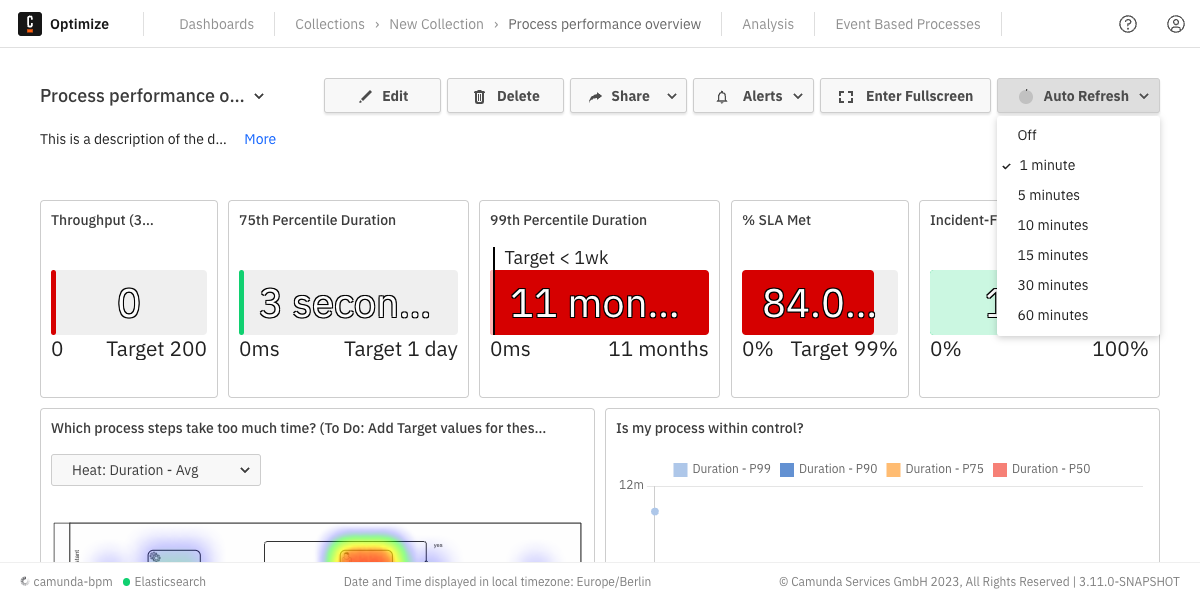 Optimize
Dashboards
Collections › New Collection › Process performance overview
Analysis
Event Based Processes
Process performance o...
Edit
Delete
Share
Alerts
Enter Fullscreen
Auto Refresh
This is a description of the d... More
Off
1 minute
5 minutes
10 minutes
15 minutes
30 minutes
60 minutes
Throughput (3...
0
0 Target 200
75th Percentile Duration
3 secon...
0ms Target 1 day
99th Percentile Duration
Target < 1wk
11 mon...
0ms 11 months
% SLA Met
84.0...
0% Target 99%
Incident-F
1
0% 100%
Which process steps take too much time? (To Do: Add Target values for thes...
Heat: Duration - Avg
yes
Is my process within control?
Duration - P99 Duration - P90 Duration - P75 Duration - P50
12m
camunda-bpm Elasticsearch
Date and Time displayed in local timezone: Europe/Berlin
© Camunda Services GmbH 2023, All Rights Reserved | 3.11.0-SNAPSHOT